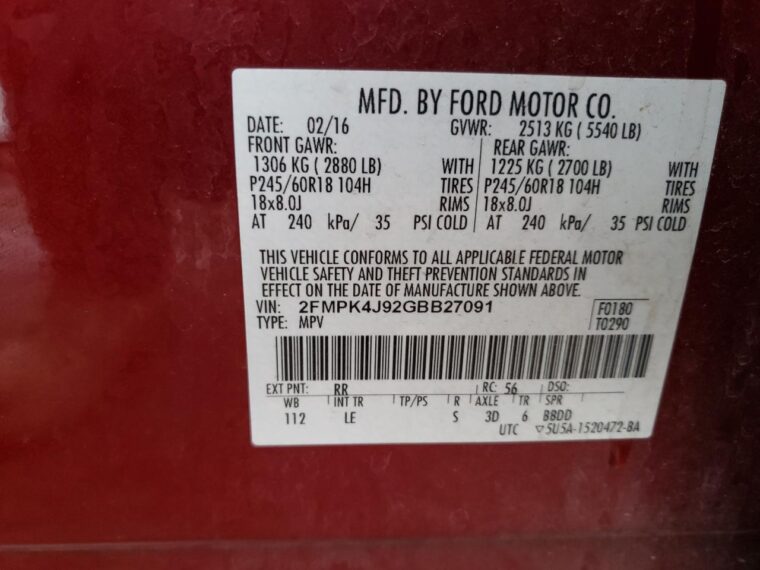 MFD. BY FORD MOTOR CO.
DATE: 02/16 GVWR: 2513 KG ( 5540 LB)
FRONT GAWR: REAR GAWR:
1306 KG ( 2880 LB) WITH 1225 KG ( 2700 LB) WITH
P245/60R18 104H TIRES P245/60R18 104H TIRES
18x8.0J RIMS 18x8.0J RIMS
AT 240 kPa/ 35 PSI COLD AT 240 kPa/ 35 PSI COLD
THIS VEHICLE CONFORMS TO ALL APPLICABLE FEDERAL MOTOR
VEHICLE SAFETY AND THEFT PREVENTION STANDARDS IN
EFFECT ON THE DATE OF MANUFACTURE SHOWN ABOVE.
VIN: 2FMPK4J92GBB27091 F0180
TYPE: MPV T0290
EXT PNT: RR RC: 56 DSO:
WB INT TR TP/PS R AXLE TR SPR
112 LE S 3D 6 BBDD
UTC ▽5U5A-1520472-BA